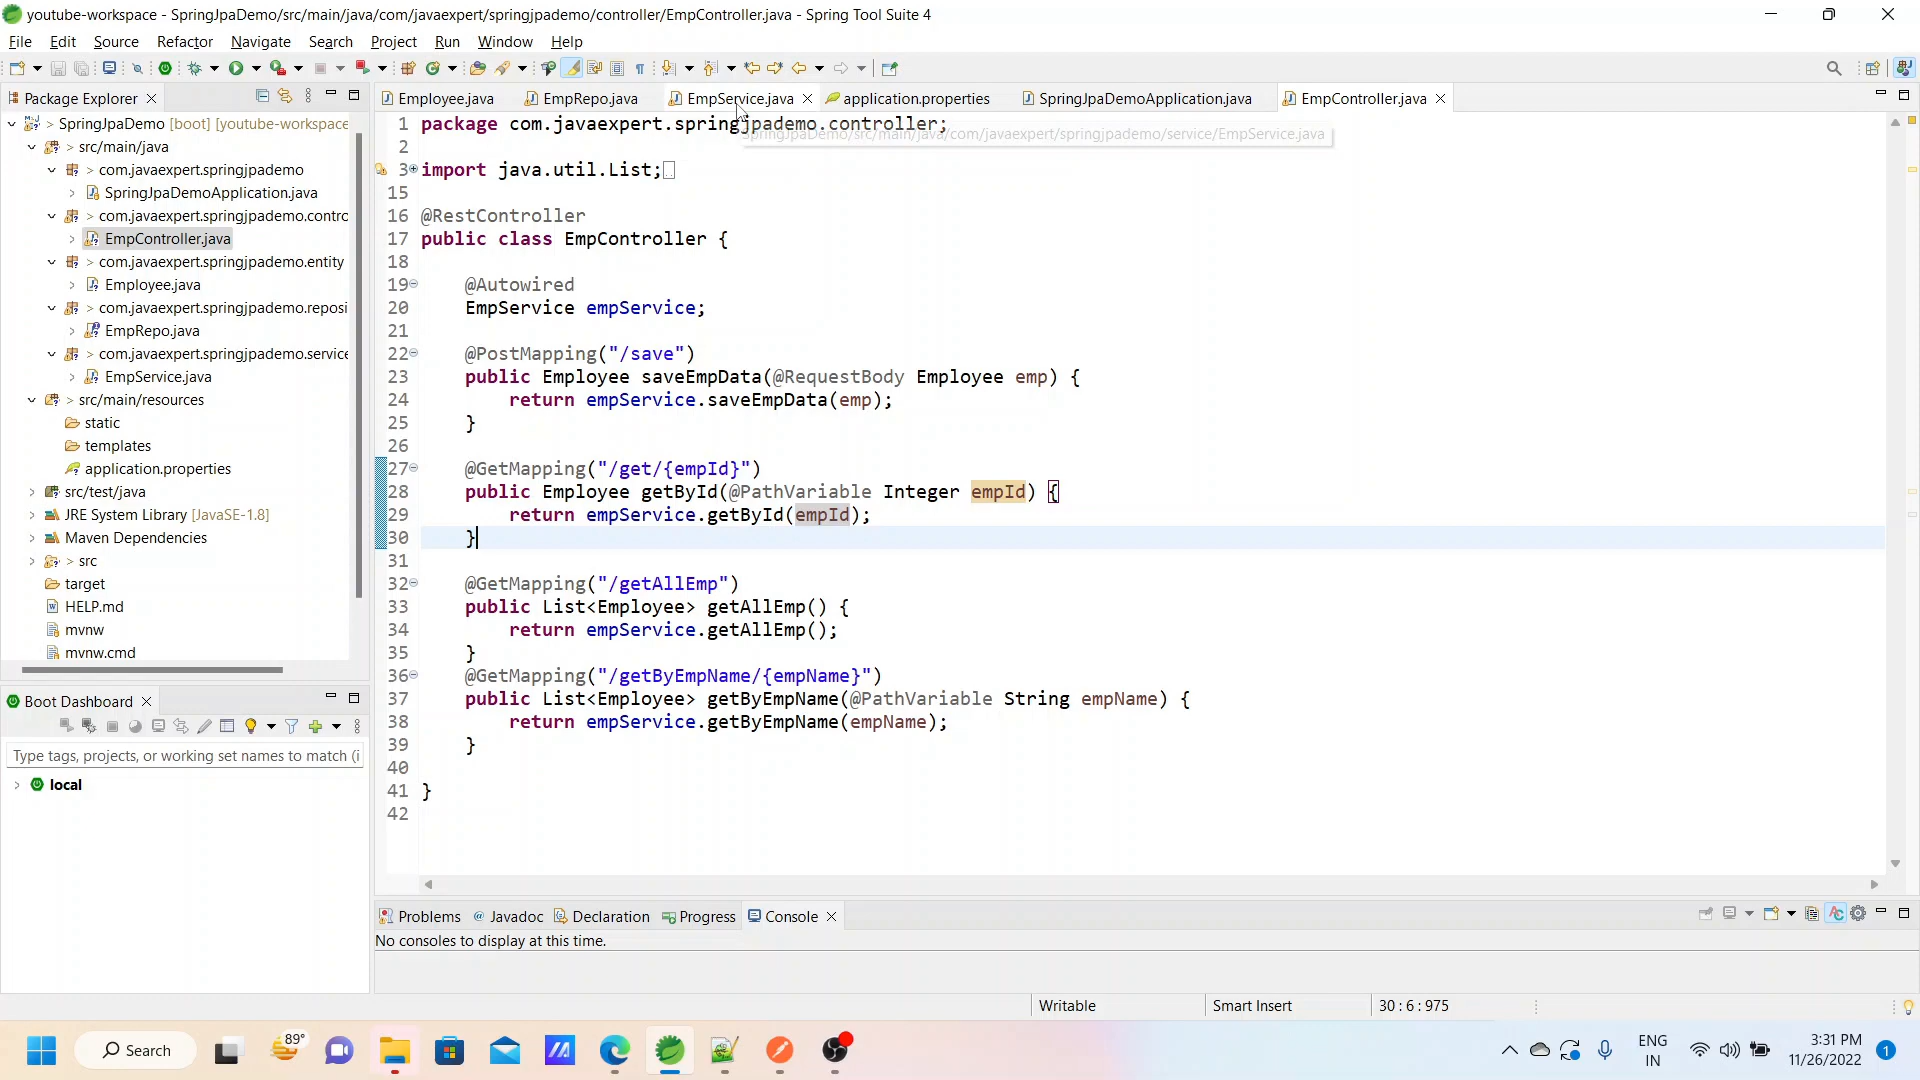 youtube-workspace - SpringJpaDemo/src/main/java/com/javaexpert/springjpademo/controller/EmpController.java - Spring Tool Suite 4
File Edit Source Refactor Navigate Search Project Run Window Help
Package Explorer
Employee.java EmpRepo.java EmpService.java application.properties SpringJpaDemoApplication.java EmpController.java
SpringJpaDemo [boot] [youtube-workspace
src/main/java
com.javaexpert.springjpademo
SpringJpaDemoApplication.java
com.javaexpert.springjpademo.contro
EmpController.java
com.javaexpert.springjpademo.entity
Employee.java
com.javaexpert.springjpademo.reposi
EmpRepo.java
com.javaexpert.springjpademo.service
EmpService.java
src/main/resources
static
templates
application.properties
src/test/java
JRE System Library [JavaSE-1.8]
Maven Dependencies
src
target
HELP.md
mvnw
mvnw.cmd
1 package com.javaexpert.springjpademo.controller;
SpringJpaDemo/src/main/java/com/javaexpert/springjpademo/service/EmpService.java
2
3 import java.util.List;
15
16 @RestController
17 public class EmpController {
18
19 @Autowired
20 EmpService empService;
21
22 @PostMapping("/save")
23 public Employee saveEmpData(@RequestBody Employee emp) {
24 return empService.saveEmpData(emp);
25 }
26
27 @GetMapping("/get/{empId}")
28 public Employee getById(@PathVariable Integer empId) {
29 return empService.getById(empId);
30 }
31
32 @GetMapping("/getAllEmp")
33 public List<Employee> getAllEmp() {
34 return empService.getAllEmp();
35 }
36 @GetMapping("/getByEmpName/{empName}")
37 public List<Employee> getByEmpName(@PathVariable String empName) {
38 return empService.getByEmpName(empName);
39 }
40
41 }
42
Boot Dashboard
Type tags, projects, or working set names to match (i
local
Problems Javadoc Declaration Progress Console
No consoles to display at this time.
Writable Smart Insert 30 : 6 : 975
Search
89°
ENG
IN
3:31 PM
11/26/2022
1